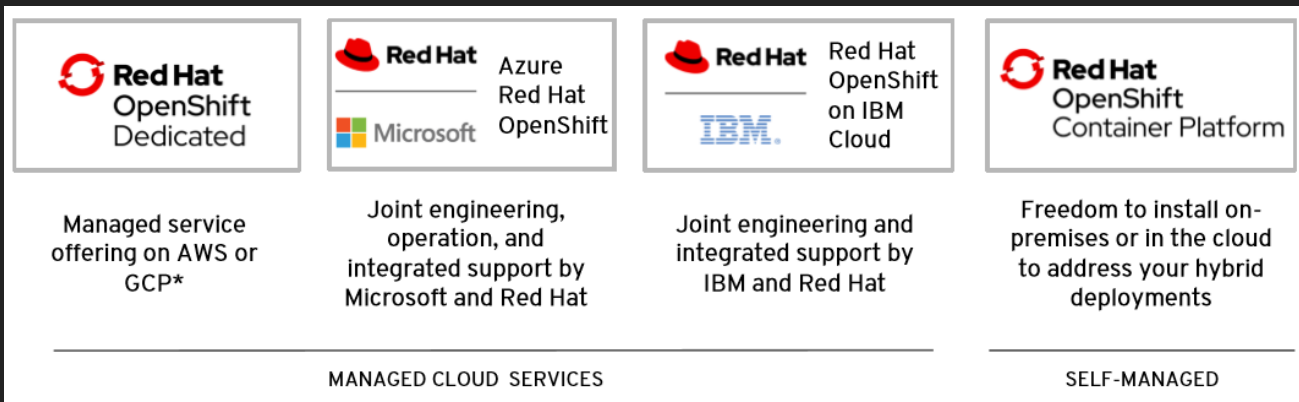 Red Hat
OpenShift
Dedicated
Managed service
offering on AWS or
GCP*
Red Hat
Microsoft
Azure
Red Hat
OpenShift
Joint engineering,
operation, and
integrated support by
Microsoft and Red Hat
Red Hat
IBM.
Red Hat
OpenShift
on IBM
Cloud
Joint engineering and
integrated support by
IBM and Red Hat
Red Hat
OpenShift
Container Platform
Freedom to install on-
premises or in the cloud
to address your hybrid
deployments
MANAGED CLOUD SERVICES
SELF-MANAGED